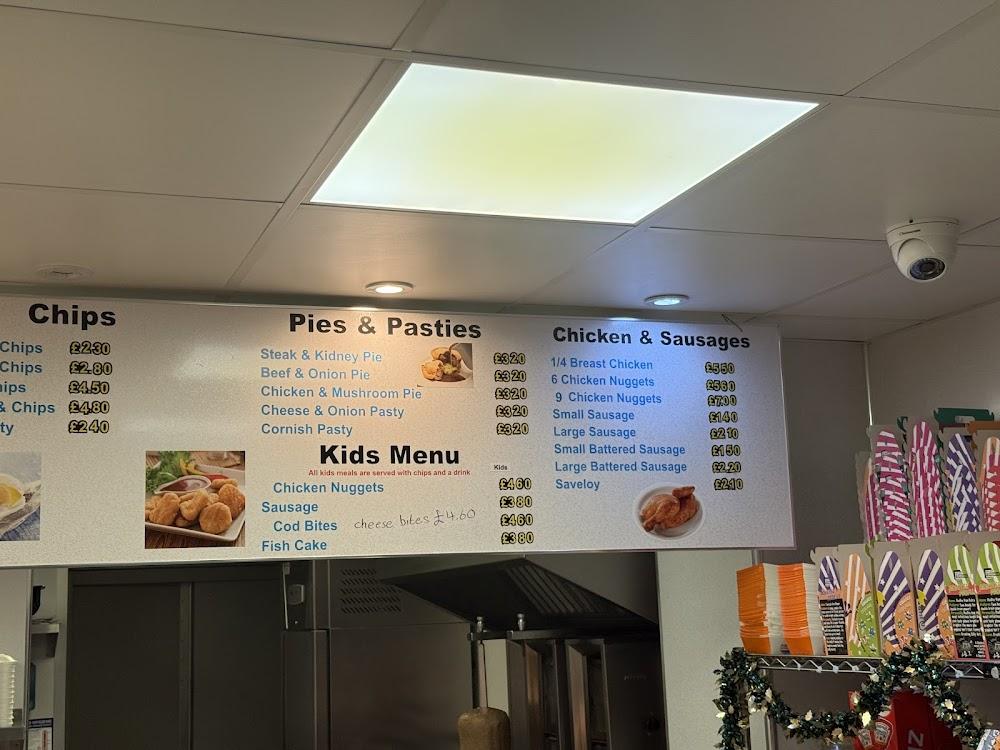 Chips
Chips £2.30
Chips £2.80
hips £4.50
& Chips £4.80
ty £2.40
Pies & Pasties
Steak & Kidney Pie £3.20
Beef & Onion Pie £3.20
Chicken & Mushroom Pie £3.20
Cheese & Onion Pasty £3.20
Cornish Pasty £3.20
Kids Menu
All kids meals are served with chips and a drink
Kids
Chicken Nuggets £4.60
Sausage £3.80
Cod Bites cheese bites £4.60 £4.60
Fish Cake £3.80
Chicken & Sausages
1/4 Breast Chicken £5.50
6 Chicken Nuggets £5.60
9 Chicken Nuggets £7.00
Small Sausage £1.40
Large Sausage £2.10
Small Battered Sausage £1.50
Large Battered Sausage £2.20
Saveloy £2.10